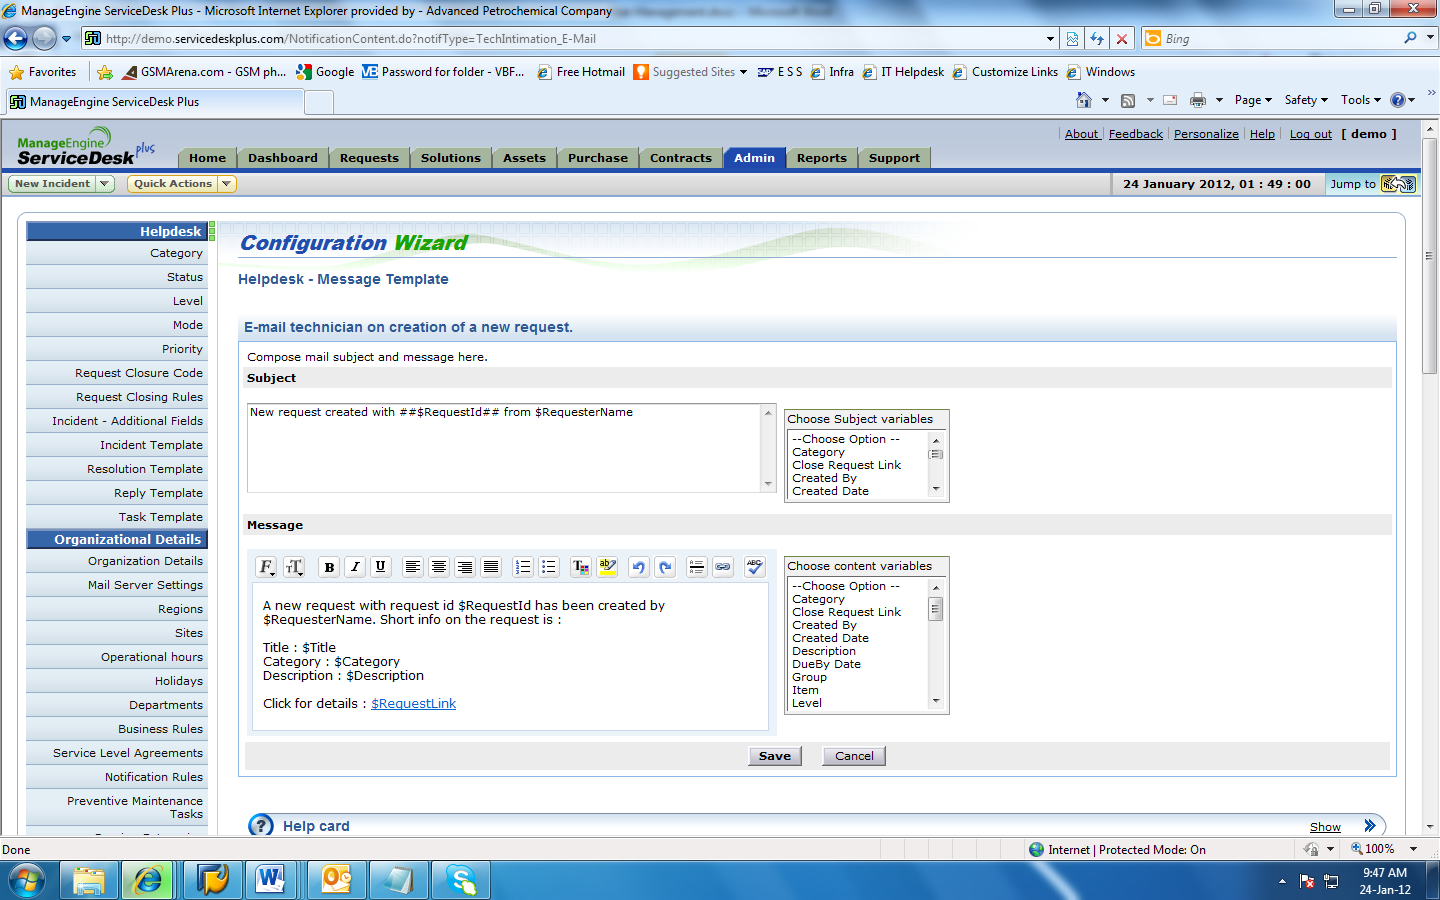 ManageEngine ServiceDesk Plus - Microsoft Internet Explorer provided by - Advanced Petrochemical Company
http://demo.servicedeskplus.com/NotificationContent.do?notifType=TechIntimation_E-Mail
Bing
Favorites
GSMArena.com - GSM ph...
Google
Password for folder - VBF...
Free Hotmail
Suggested Sites
E S S
Infra
IT Helpdesk
Customize Links
Windows
ManageEngine ServiceDesk Plus
Page
Safety
Tools
ManageEngine
ServiceDesk plus
About
Feedback
Personalize
Help
Log out
[ demo ]
Home
Dashboard
Requests
Solutions
Assets
Purchase
Contracts
Admin
Reports
Support
New Incident
Quick Actions
24 January 2012, 01 : 49 : 00
Jump to
Helpdesk
Category
Status
Level
Mode
Priority
Request Closure Code
Request Closing Rules
Incident - Additional Fields
Incident Template
Resolution Template
Reply Template
Task Template
Organizational Details
Organization Details
Mail Server Settings
Regions
Sites
Operational hours
Holidays
Departments
Business Rules
Service Level Agreements
Notification Rules
Preventive Maintenance
Tasks
Configuration Wizard
Helpdesk - Message Template
E-mail technician on creation of a new request.
Compose mail subject and message here.
Subject
New request created with ##$RequestId## from $RequesterName
Choose Subject variables
--Choose Option --
Category
Close Request Link
Created By
Created Date
Message
A new request with request id $RequestId has been created by
$RequesterName. Short info on the request is :
Title : $Title
Category : $Category
Description : $Description
Click for details : $RequestLink
Choose content variables
--Choose Option --
Category
Close Request Link
Created By
Created Date
Description
DueBy Date
Group
Item
Level
Save
Cancel
Help card
Show
Done
Internet | Protected Mode: On
100%
9:47 AM
24-Jan-12